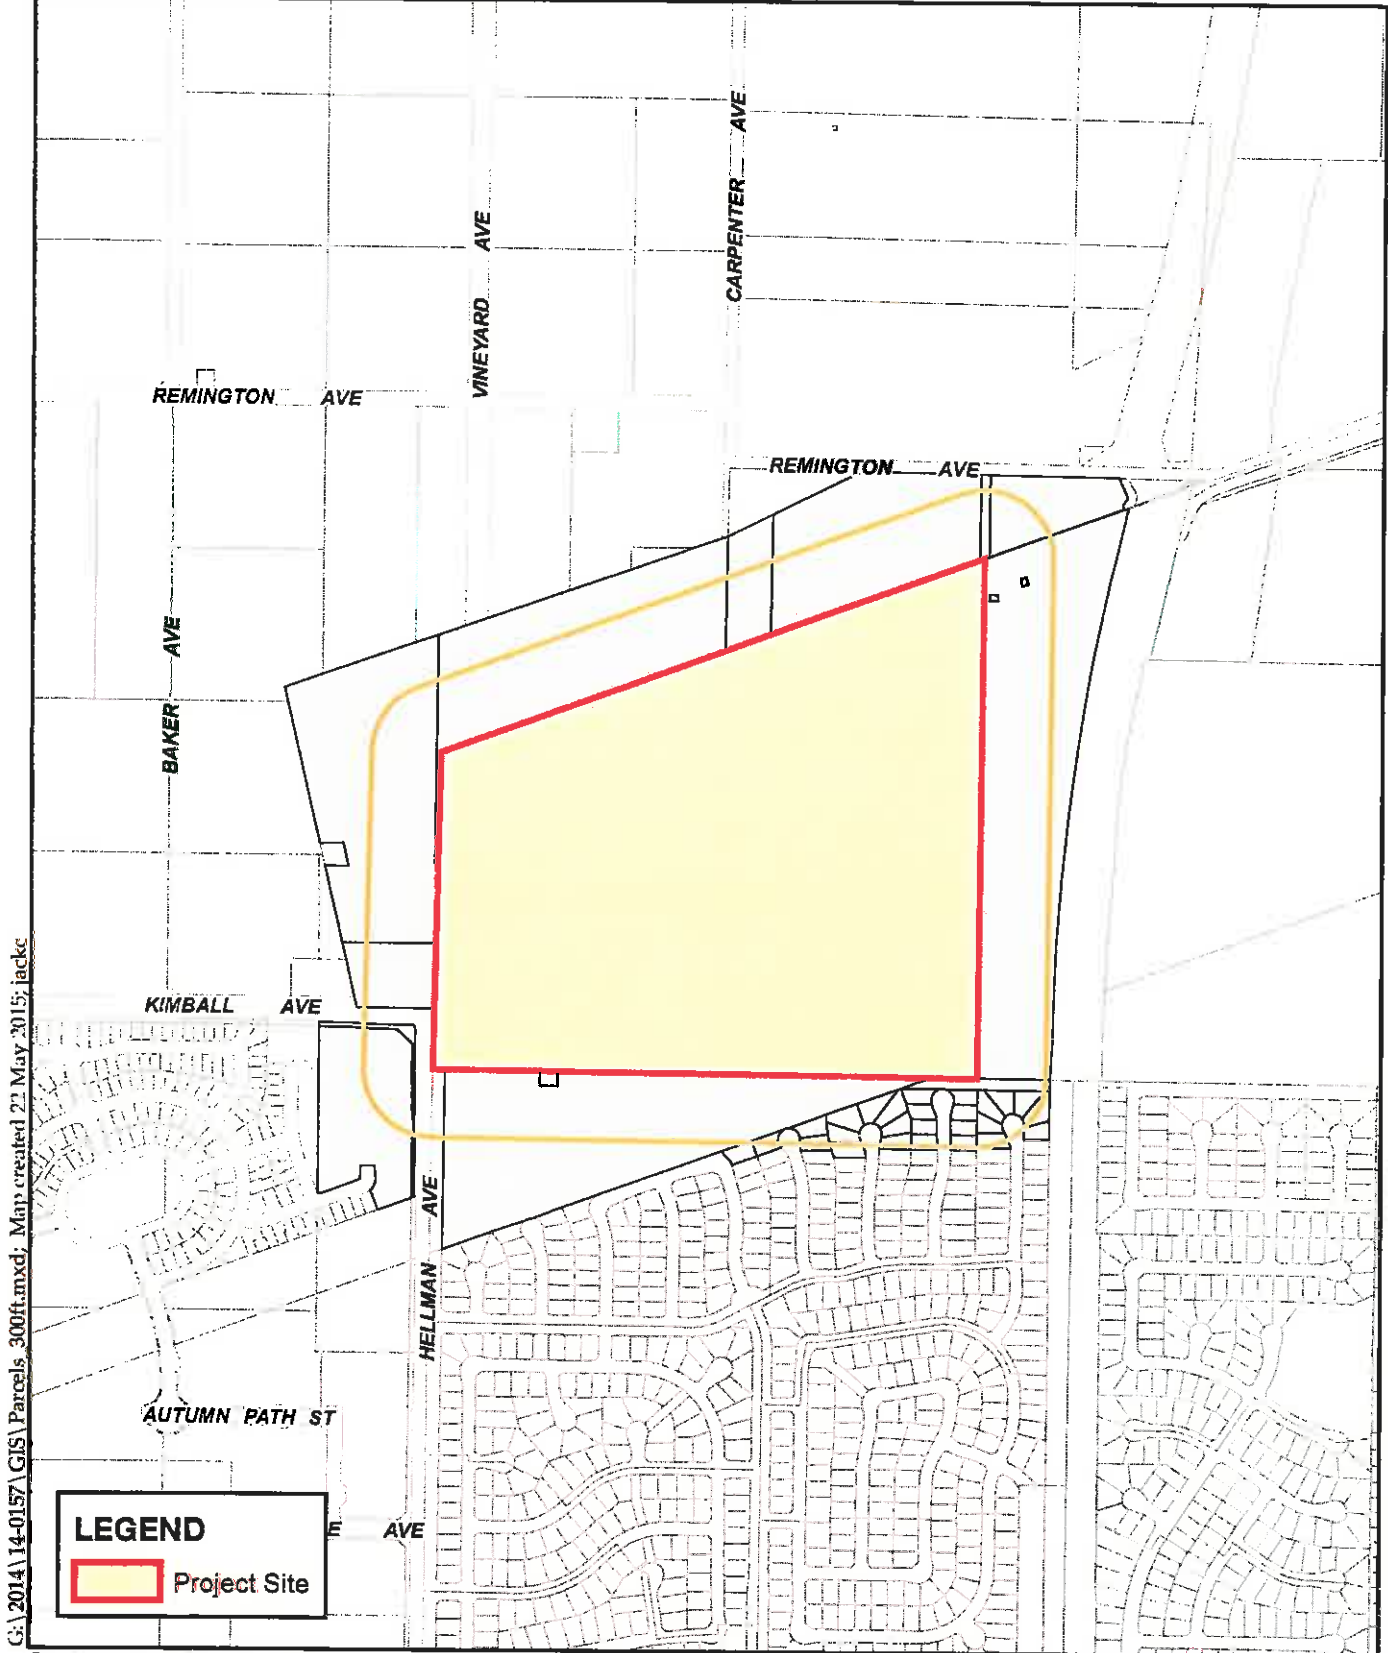 CARPENTER AVE
VINEYARD AVE
REMINGTON AVE
REMINGTON AVE
BAKER AVE
KIMBALL AVE
HELLMAN AVE
AUTUMN PATH ST
E AVE
LEGEND
Project Site
G:\2014\14-0157\GIS\Parcels_300ft.mxd; Map created 22 May 2015; jackc